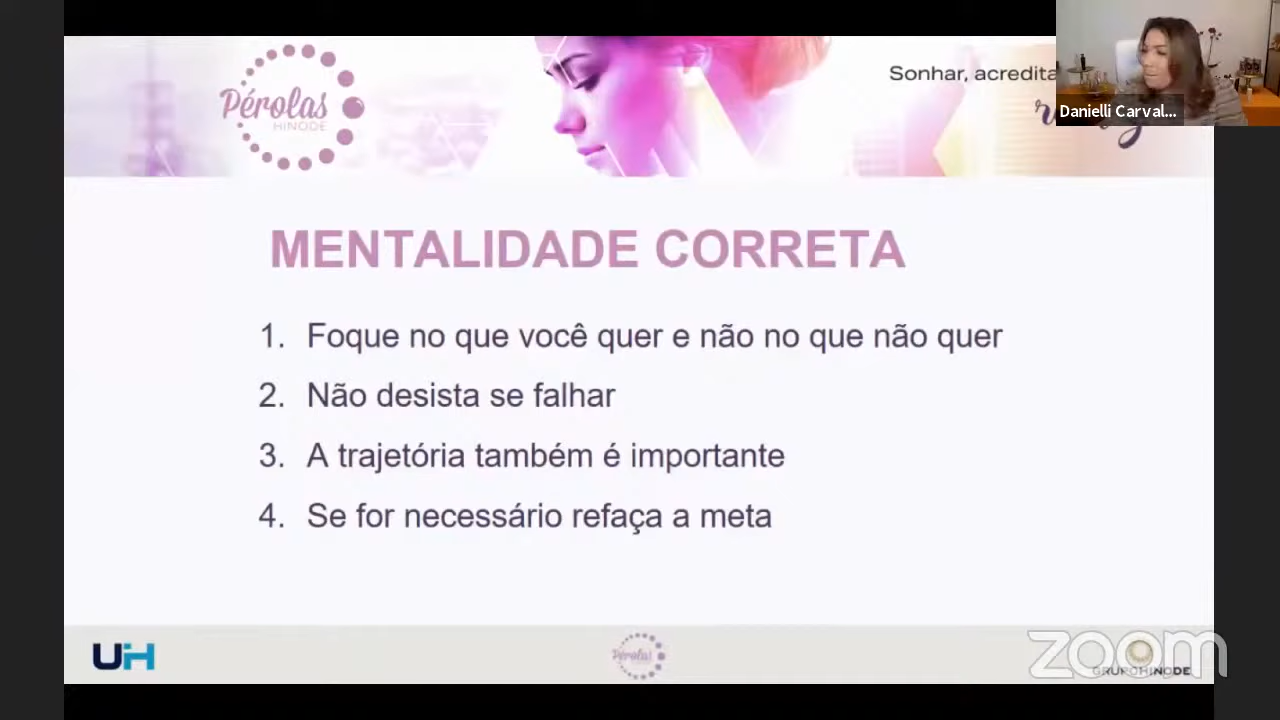 Pérolas
HINODE
Sonhar, acredita
Danielli Carval...
MENTALIDADE CORRETA
1. Foque no que você quer e não no que não quer
2. Não desista se falhar
3. A trajetória também é importante
4. Se for necessário refaça a meta
UH
Pérolas
zoom
GRUPO HINODE